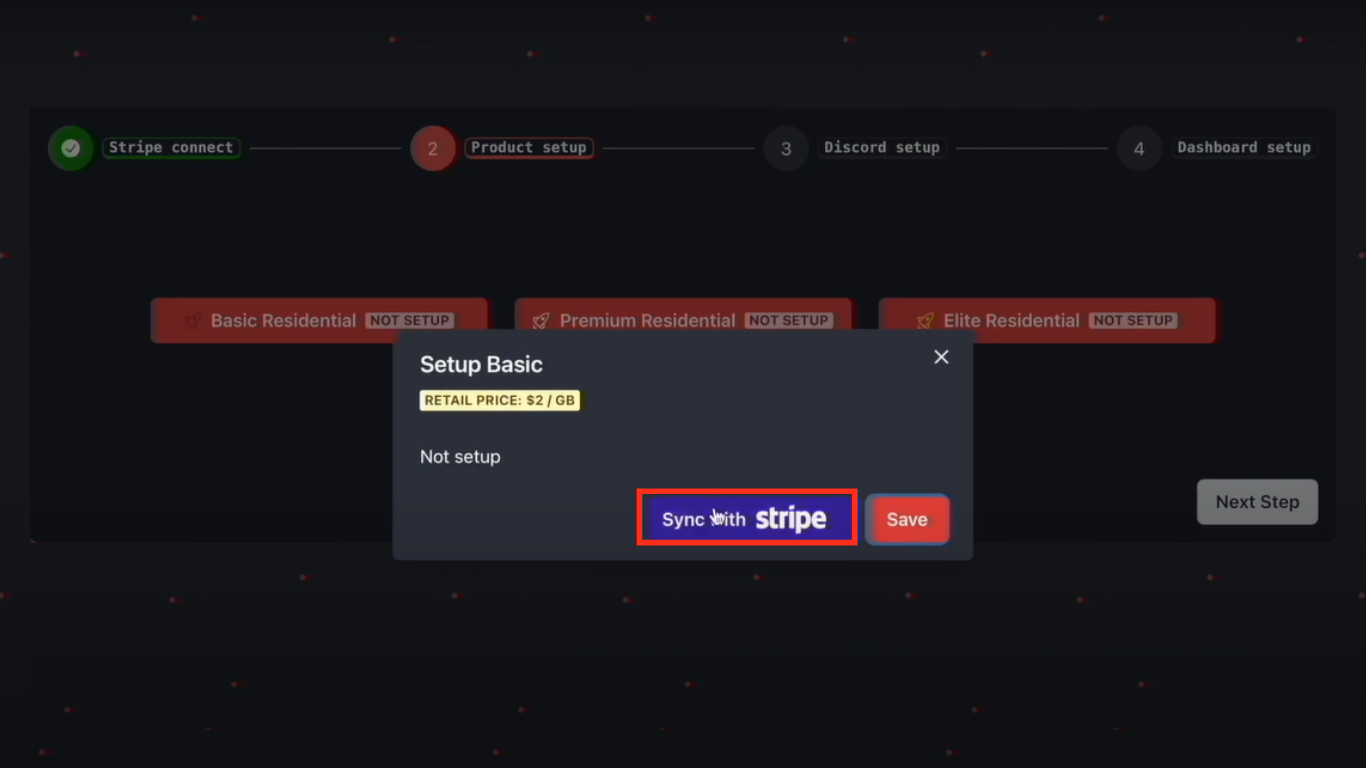 Stripe connect
2 Product setup
3 Discord setup
4 Dashboard setup
Basic Residential NOT SETUP
Premium Residential NOT SETUP
Elite Residential NOT SETUP
Setup Basic
RETAIL PRICE: $2 / GB
Not setup
Sync with stripe
Save
Next Step